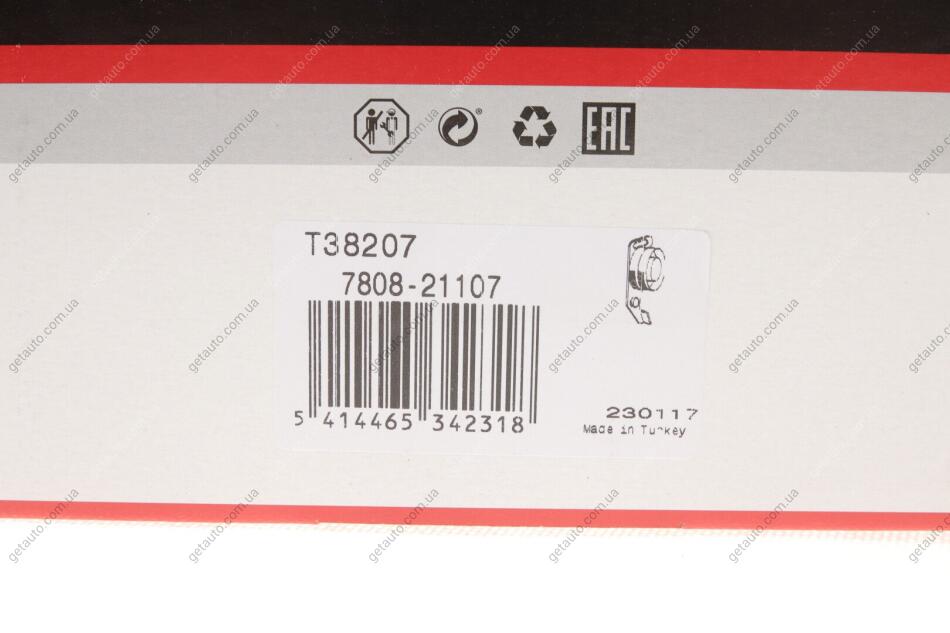 EAC
T38207
7808-21107
5 414465 342318
230117
Made in Turkey
getauto.com.ua